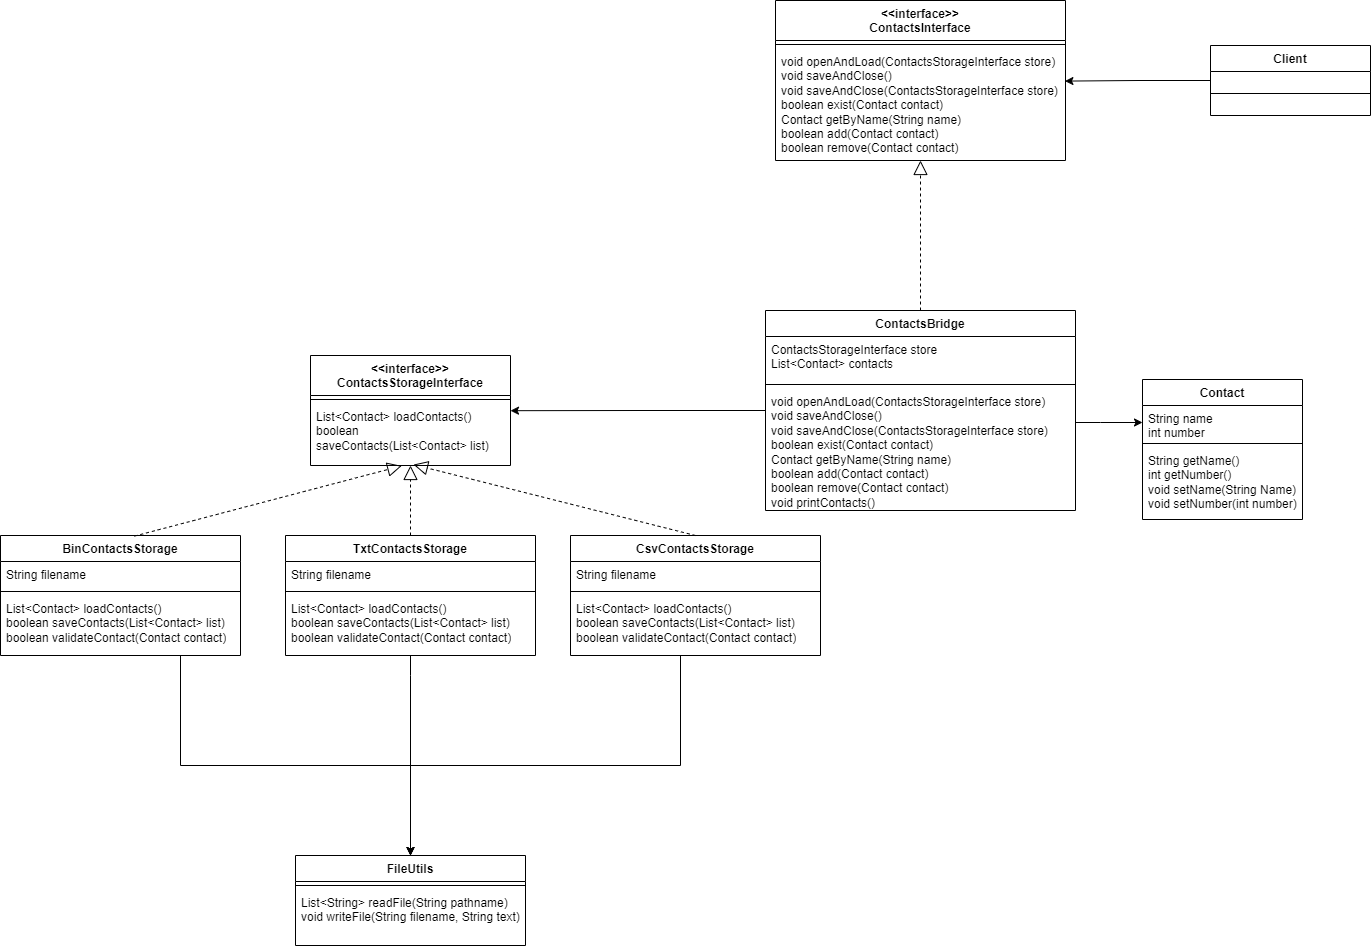 <<interface>>
ContactsInterface
void openAndLoad(ContactsStorageInterface store)
void saveAndClose()
void saveAndClose(ContactsStorageInterface store)
boolean exist(Contact contact)
Contact getByName(String name)
boolean add(Contact contact)
boolean remove(Contact contact)
Client
ContactsBridge
ContactsStorageInterface store
List<Contact> contacts
void openAndLoad(ContactsStorageInterface store)
void saveAndClose()
void saveAndClose(ContactsStorageInterface store)
boolean exist(Contact contact)
Contact getByName(String name)
boolean add(Contact contact)
boolean remove(Contact contact)
void printContacts()
<<interface>>
ContactsStorageInterface
List<Contact> loadContacts()
boolean
saveContacts(List<Contact> list)
Contact
String name
int number
String getName()
int getNumber()
void setName(String Name)
void setNumber(int number)
BinContactsStorage
String filename
List<Contact> loadContacts()
boolean saveContacts(List<Contact> list)
boolean validateContact(Contact contact)
TxtContactsStorage
String filename
List<Contact> loadContacts()
boolean saveContacts(List<Contact> list)
boolean validateContact(Contact contact)
CsvContactsStorage
String filename
List<Contact> loadContacts()
boolean saveContacts(List<Contact> list)
boolean validateContact(Contact contact)
FileUtils
List<String> readFile(String pathname)
void writeFile(String filename, String text)